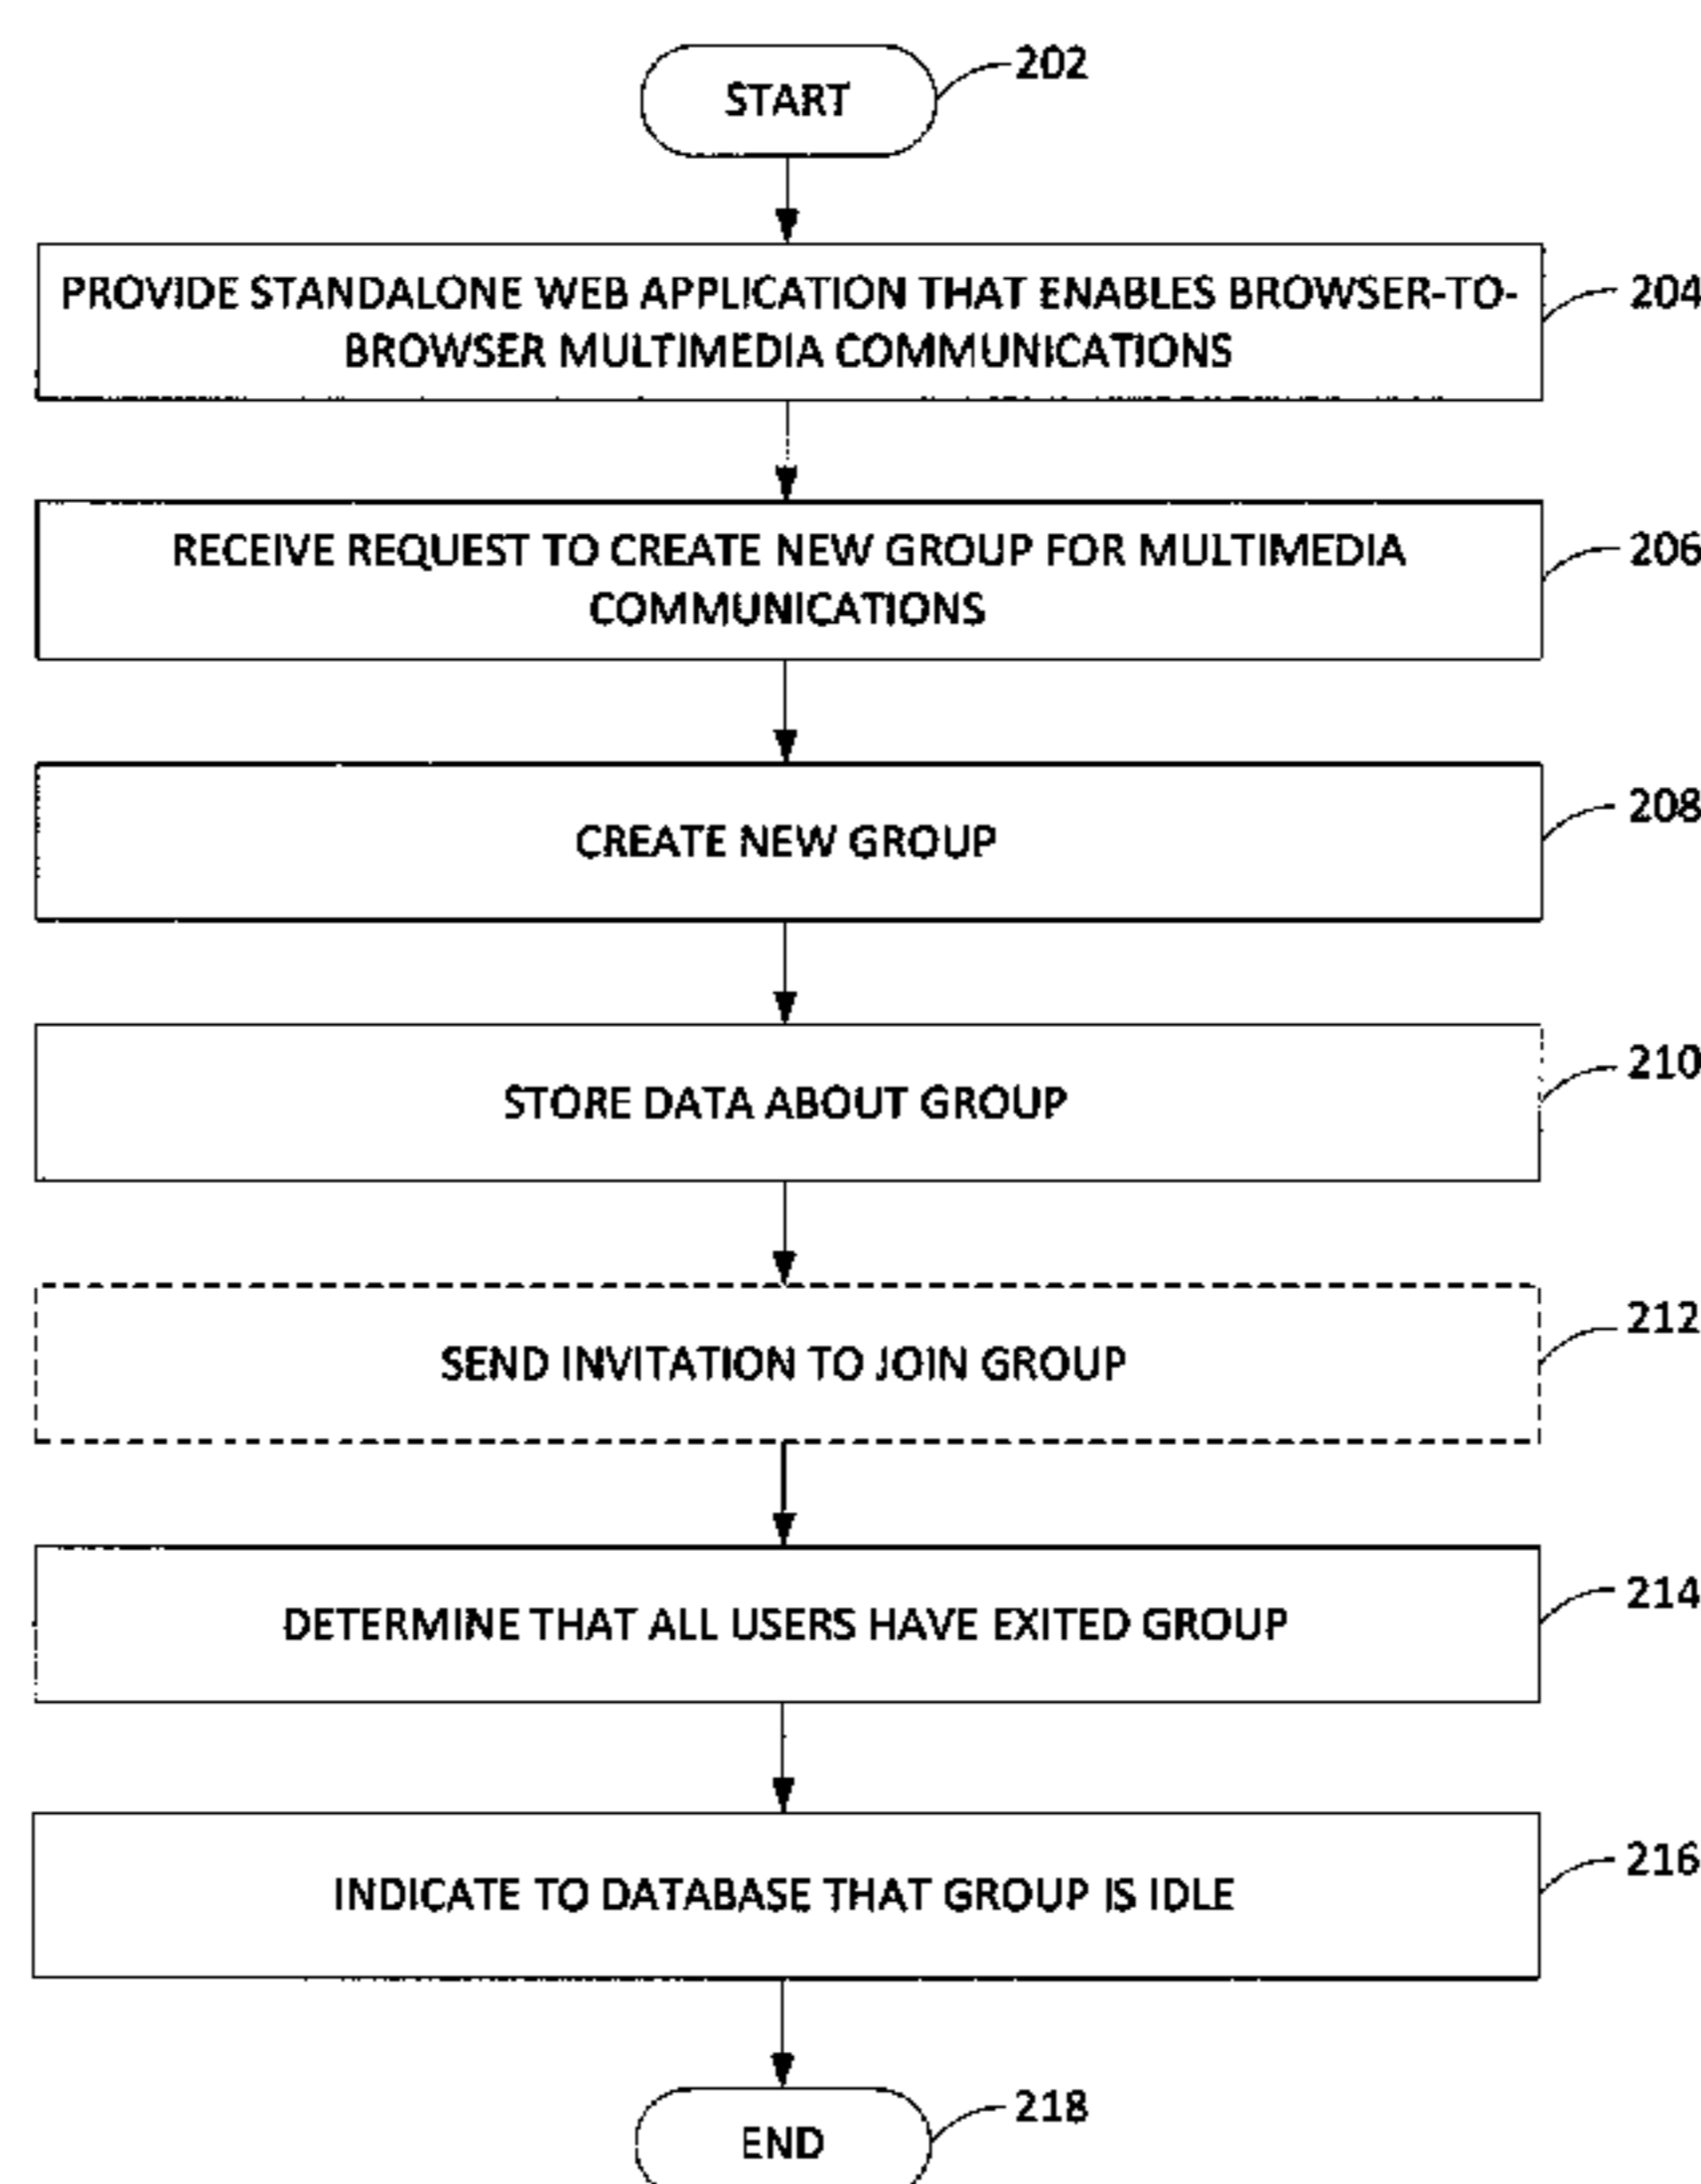 START
202
PROVIDE STANDALONE WEB APPLICATION THAT ENABLES BROWSER-TO-
BROWSER MULTIMEDIA COMMUNICATIONS
204
RECEIVE REQUEST TO CREATE NEW GROUP FOR MULTIMEDIA
COMMUNICATIONS
206
CREATE NEW GROUP
208
STORE DATA ABOUT GROUP
210
SEND INVITATION TO JOIN GROUP
212
DETERMINE THAT ALL USERS HAVE EXITED GROUP
214
INDICATE TO DATABASE THAT GROUP IS IDLE
216
END
218